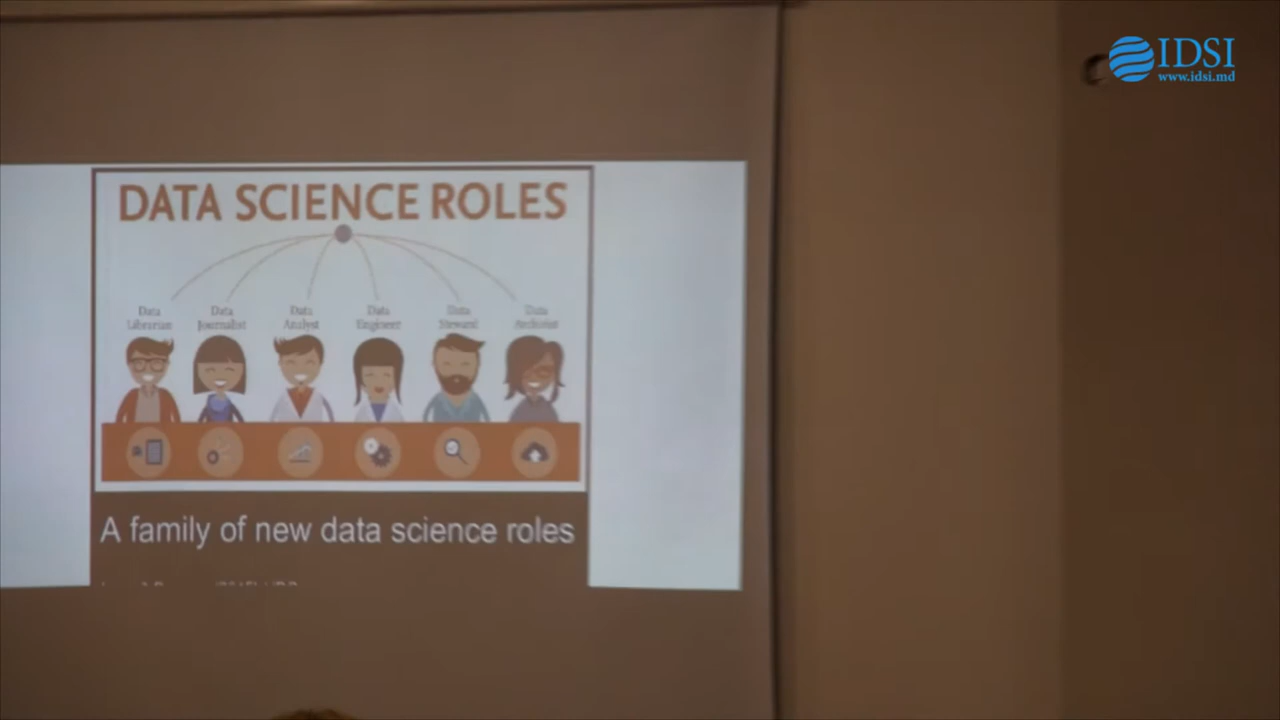 IDSI
www.idsi.md
DATA SCIENCE ROLES
Data Librarian
Data Journalist
Data Analyst
Data Engineer
Data Steward
Data Archivist
A family of new data science roles